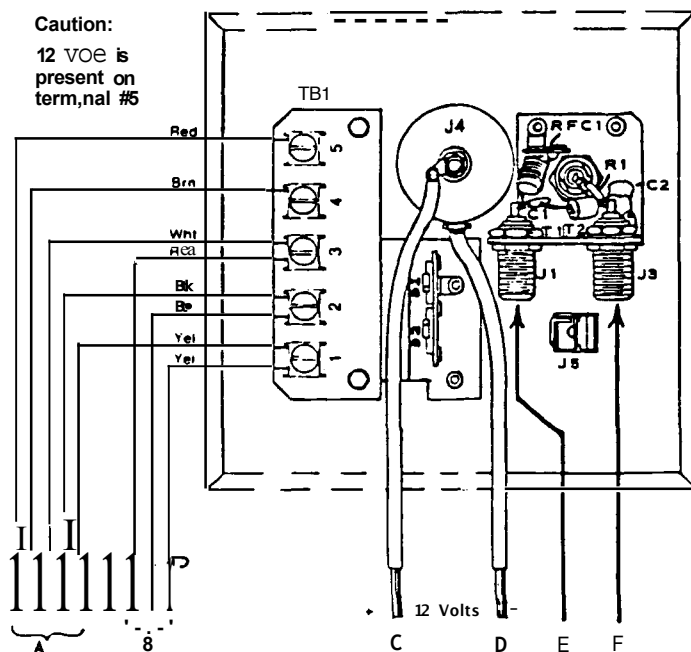 Caution:
12 voe is
present on
term,nal #5
TB1
Red
5
Brn
4
Wht
3
Rea
Blk
2
Yel
1
Yel
J4
RFC1
R1
C2
C1
T1
T2
J1
J3
J5
+ 12 Volts -
A
8
C
D
E
F